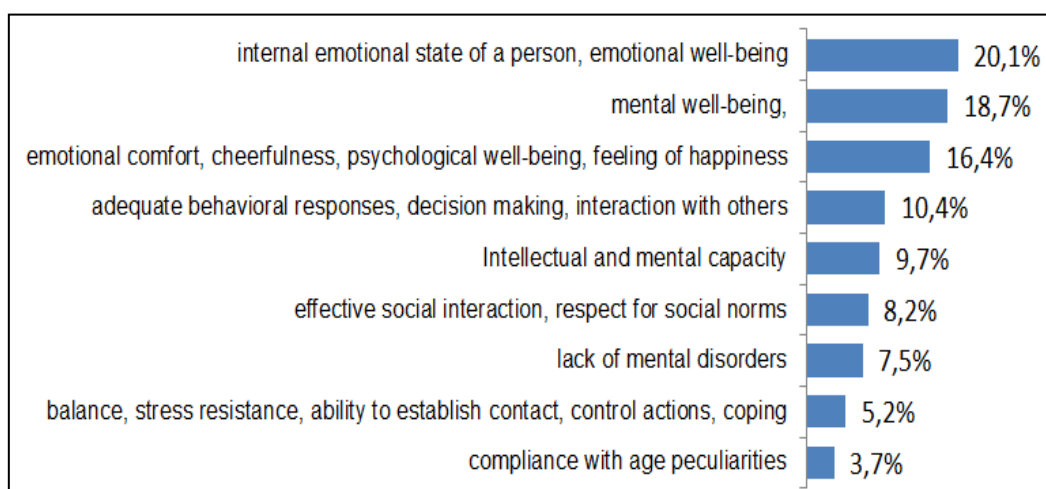 internal emotional state of a person, emotional well-being 20,1%
mental well-being, 18,7%
emotional comfort, cheerfulness, psychological well-being, feeling of happiness 16,4%
adequate behavioral responses, decision making, interaction with others 10,4%
Intellectual and mental capacity 9,7%
effective social interaction, respect for social norms 8,2%
lack of mental disorders 7,5%
balance, stress resistance, ability to establish contact, control actions, coping 5,2%
compliance with age peculiarities 3,7%